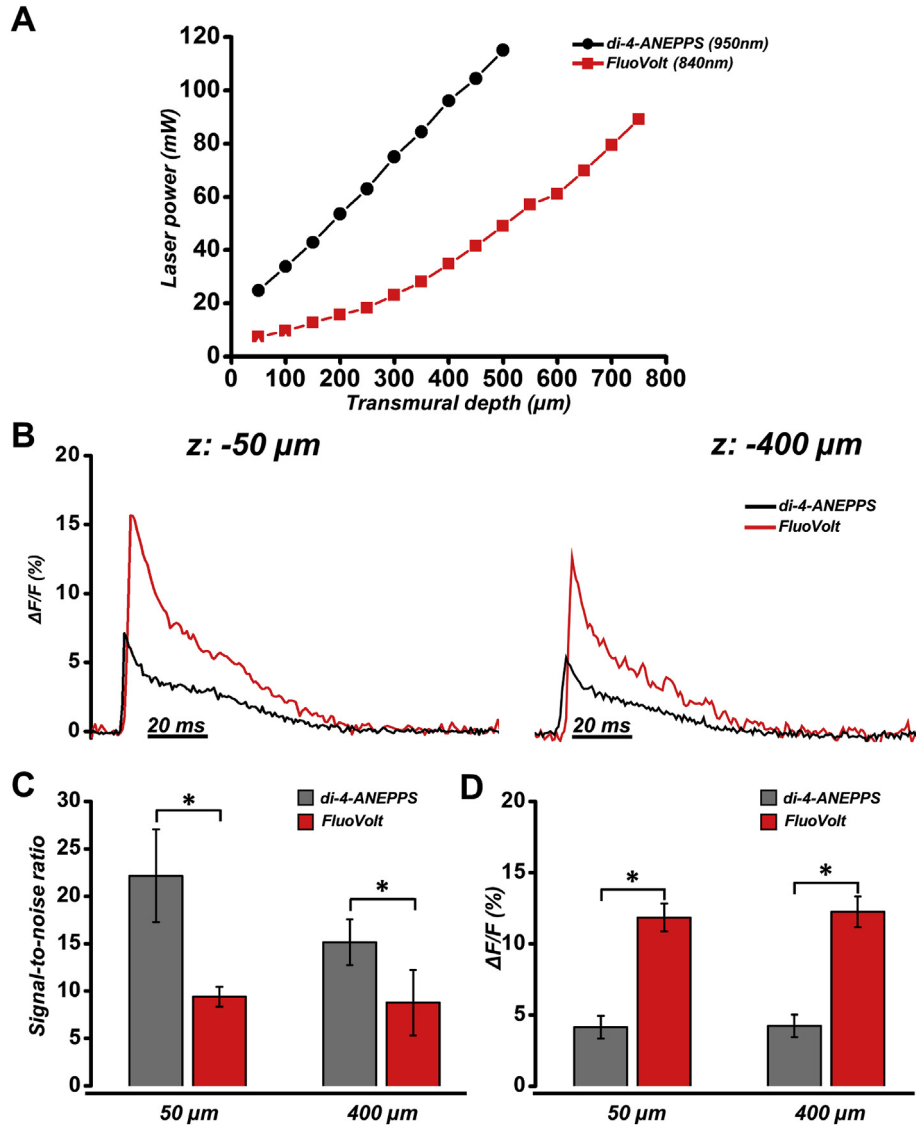 A
120
100
80
60
40
20
0
Laser power (mW)
0 100 200 300 400 500 600 700 800
Transmural depth (µm)
di-4-ANEPPS (950nm)
FluoVolt (840nm)
B
z: -50 µm
z: -400 µm
20
15
10
5
0
ΔF/F (%)
di-4-ANEPPS
FluoVolt
20 ms
20 ms
C
30
25
20
15
10
5
0
Signal-to-noise ratio
di-4-ANEPPS
FluoVolt
*
*
50 µm
400 µm
D
20
15
10
5
0
ΔF/F (%)
di-4-ANEPPS
FluoVolt
*
*
50 µm
400 µm